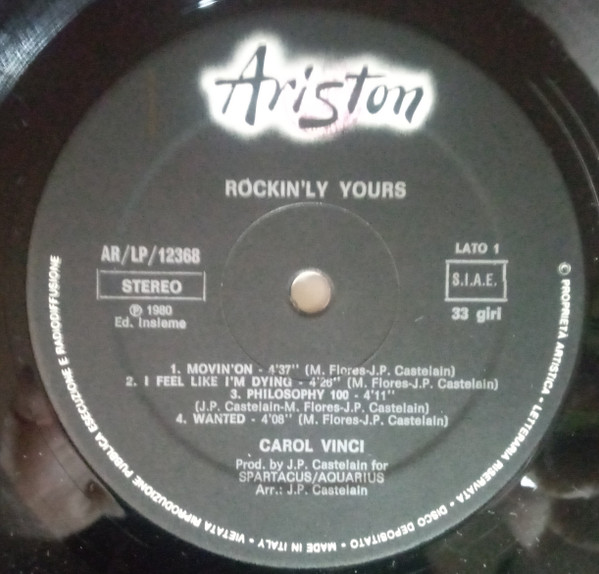 Ariston
ROCKIN'LY YOURS
AR/LP/12368
STEREO
℗ 1980
Ed. Insieme
LATO 1
S.I.A.E.
33 giri
1. MOVIN'ON - 4'37" (M. Flores-J.P. Castelain)
2. I FEEL LIKE I'M DYING - 4'26" (M. Flores-J.P. Castelain)
3. PHILOSOPHY 100 - 4'11"
(J.P. Castelain-M. Flores-J.P. Castelain)
4. WANTED - 4'08" (M. Flores-J.P. Castelain)
CAROL VINCI
Prod. by J.P. Castelain for
SPARTACUS/AQUARIUS
Arr.: J.P. Castelain
© PROPRIETÀ ARTISTICA • LETTERARIA RISERVATA • DISCO DEPOSITATO • MADE IN ITALY • VIETATA RIPRODUZIONE PUBBLICA ESECUZIONE E RADIODIFFUSIONE